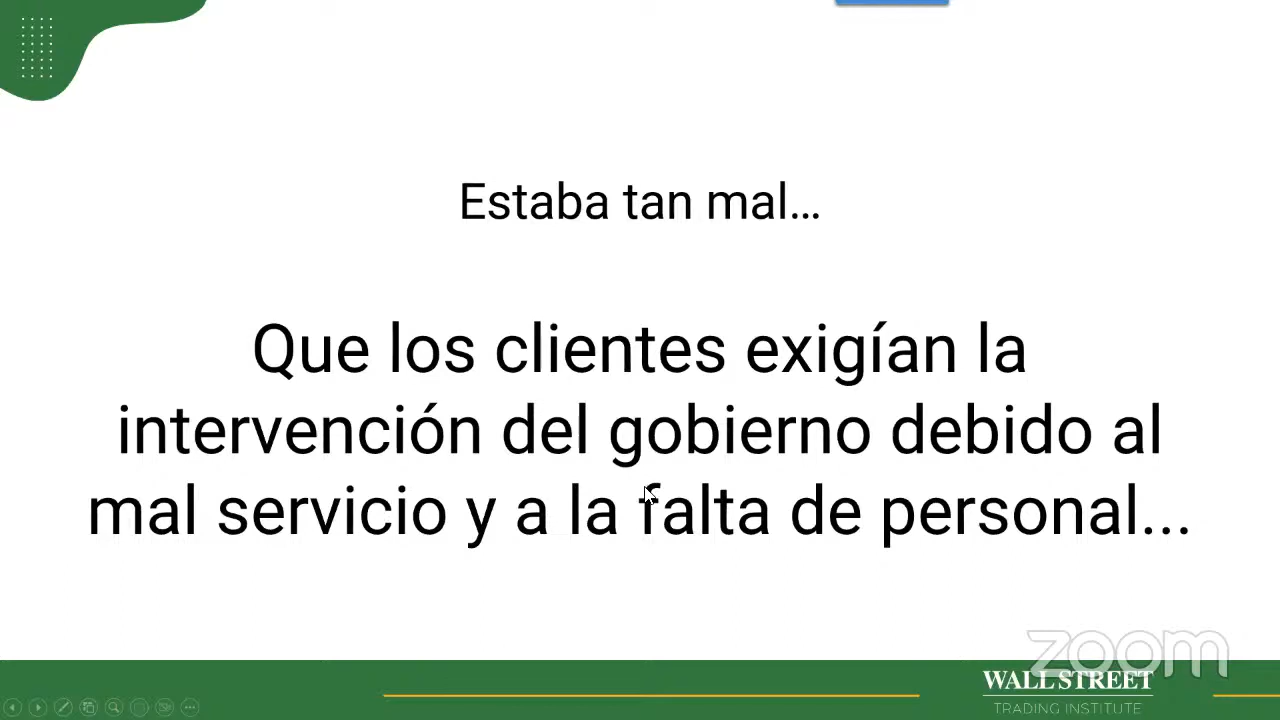 Estaba tan mal...
Que los clientes exigían la
intervención del gobierno debido al
mal servicio y a la falta de personal...
zoom
WALL STREET
TRADING INSTITUTE